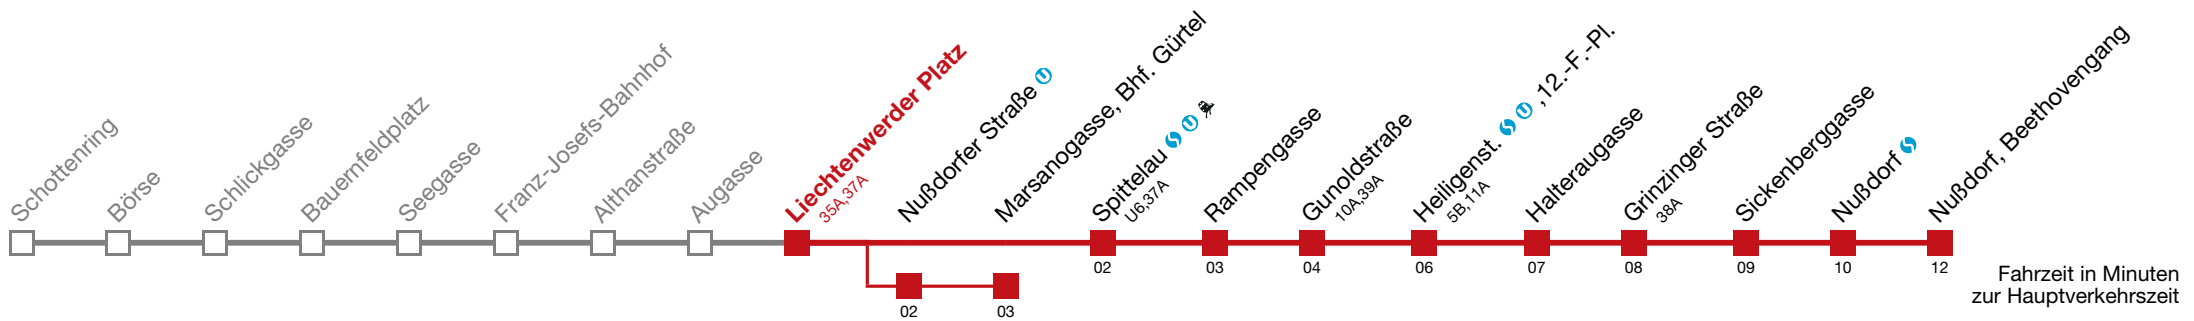 Schottenring
Börse
Schlickgasse
Bauernfeldplatz
Seegasse
Franz-Josefs-Bahnhof
Althanstraße
Augasse
Liechtenwerder Platz
35A,37A
Nußdorfer Straße U
Marsanogasse, Bhf. Gürtel
Spittelau S U
U6,37A
Rampengasse
Gunoldstraße
10A,39A
Heiligenst. S U ,12.-F.-Pl.
5B,11A
Halteraugasse
Grinzinger Straße
38A
Sickenberggasse
Nußdorf S
Nußdorf, Beethovengang
02 03 04 06 07 08 09 10 12
02 03
Fahrzeit in Minuten
zur Hauptverkehrszeit